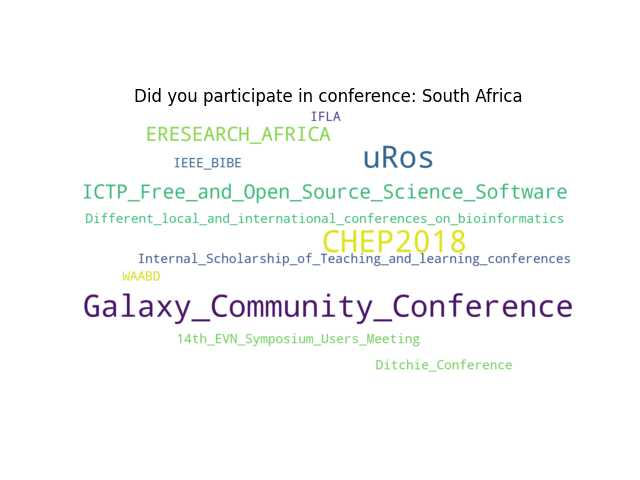 Did you participate in conference: South Africa
IFLA
ERESEARCH_AFRICA
uRos
IEEE_BIBE
ICTP_Free_and_Open_Source_Science_Software
Different_local_and_international_conferences_on_bioinformatics
CHEP2018
Internal_Scholarship_of_Teaching_and_learning_conferences
WAABD
Galaxy_Community_Conference
14th_EVN_Symposium_Users_Meeting
Ditchie_Conference